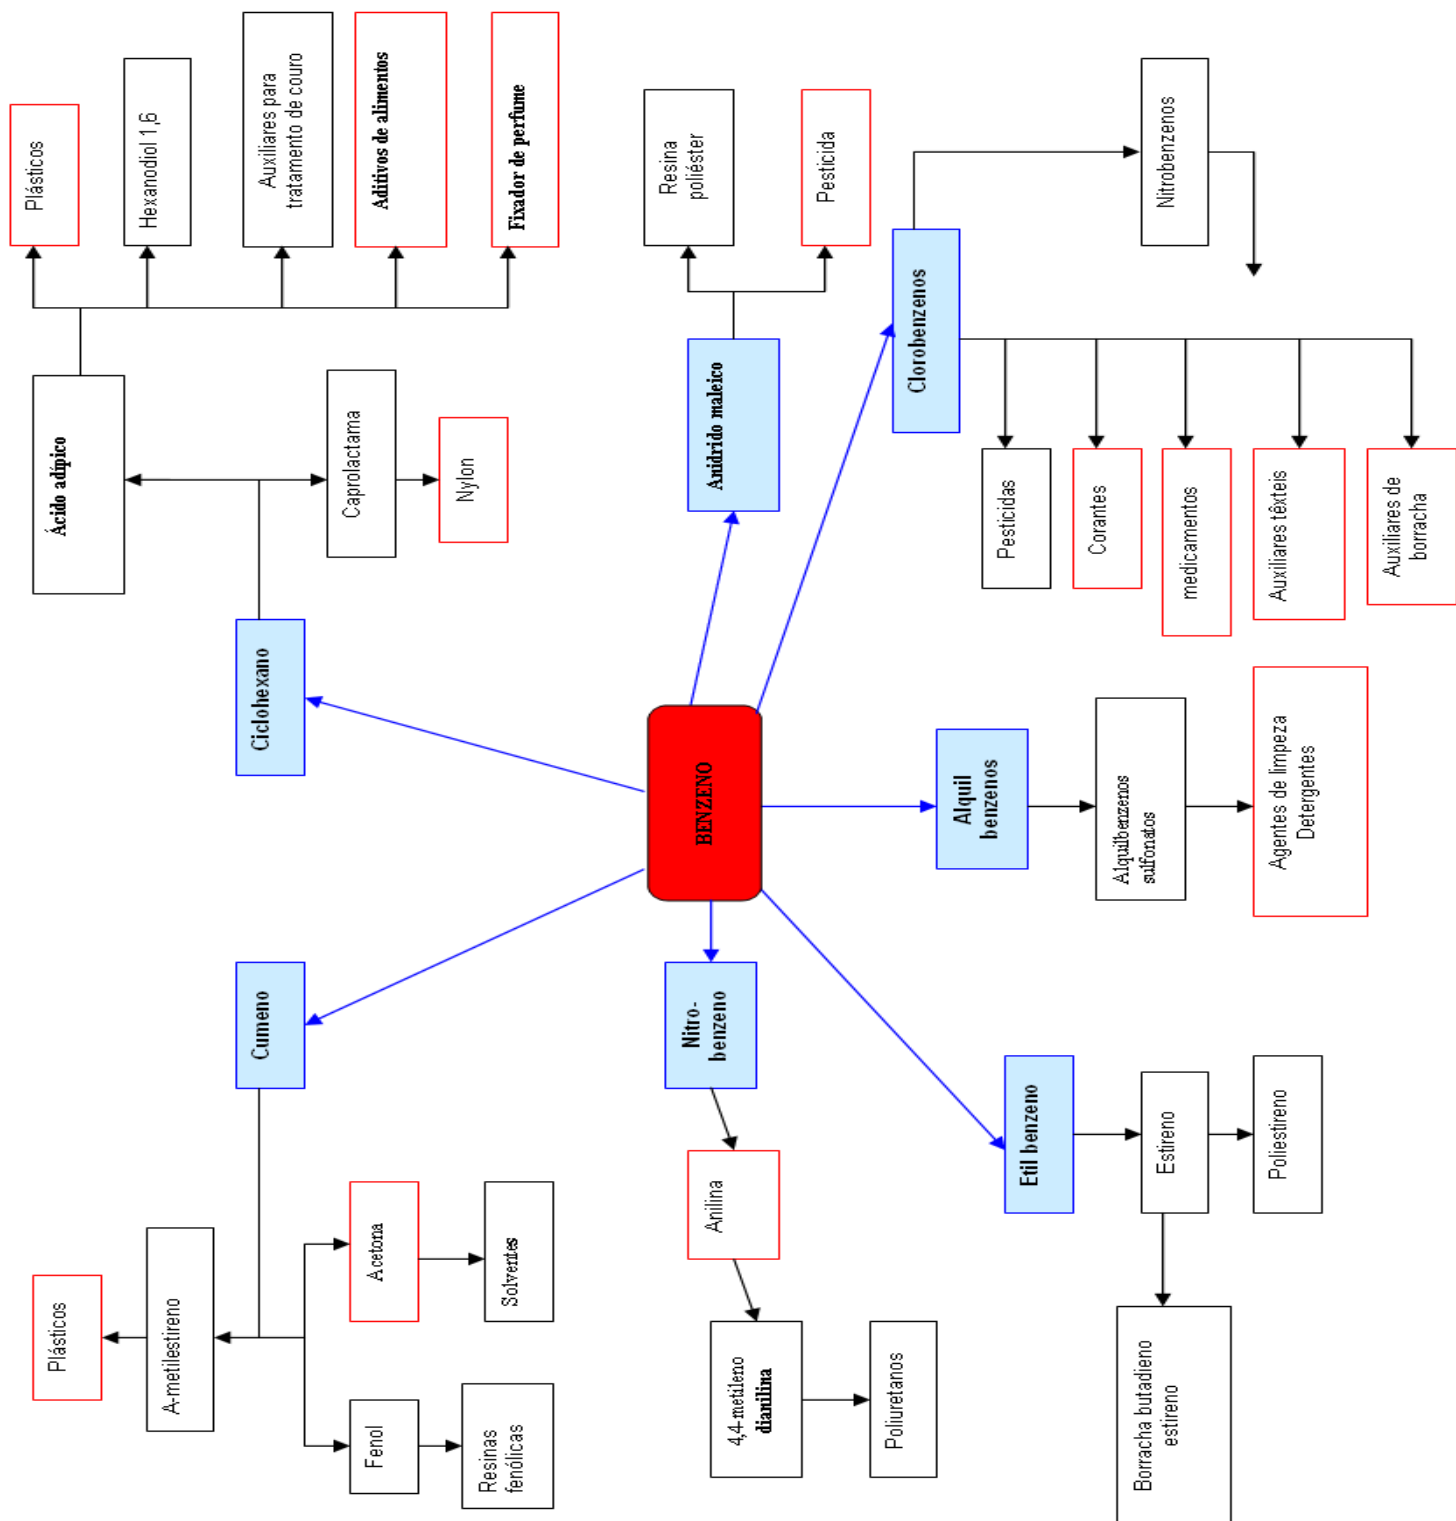 Plásticos
A-metilestireno
Fenol
Resinas
fenólicas
Acetona
Solventes
Cumeno
Plásticos
Hexanodiol 1,6
Auxiliares para
tratamento de couro
Aditivos de alimentos
Fixador de perfume
Ácido adípico
Caprolactama
Nylon
Ciclohexano
BENZENO
Nitro-
benzeno
Anilina
4,4-metileno
dianilina
Poliuretanos
Anidrido maleico
Resina
poliéster
Pesticida
Etil benzeno
Estireno
Poliestireno
Borracha butadieno
estireno
Alquil
benzenos
Alquilbenzenos
sulfonatos
Agentes de limpeza
Detergentes
Clorobenzenos
Nitrobenzenos
Pesticidas
Corantes
medicamentos
Auxiliares têxteis
Auxiliares de
borracha